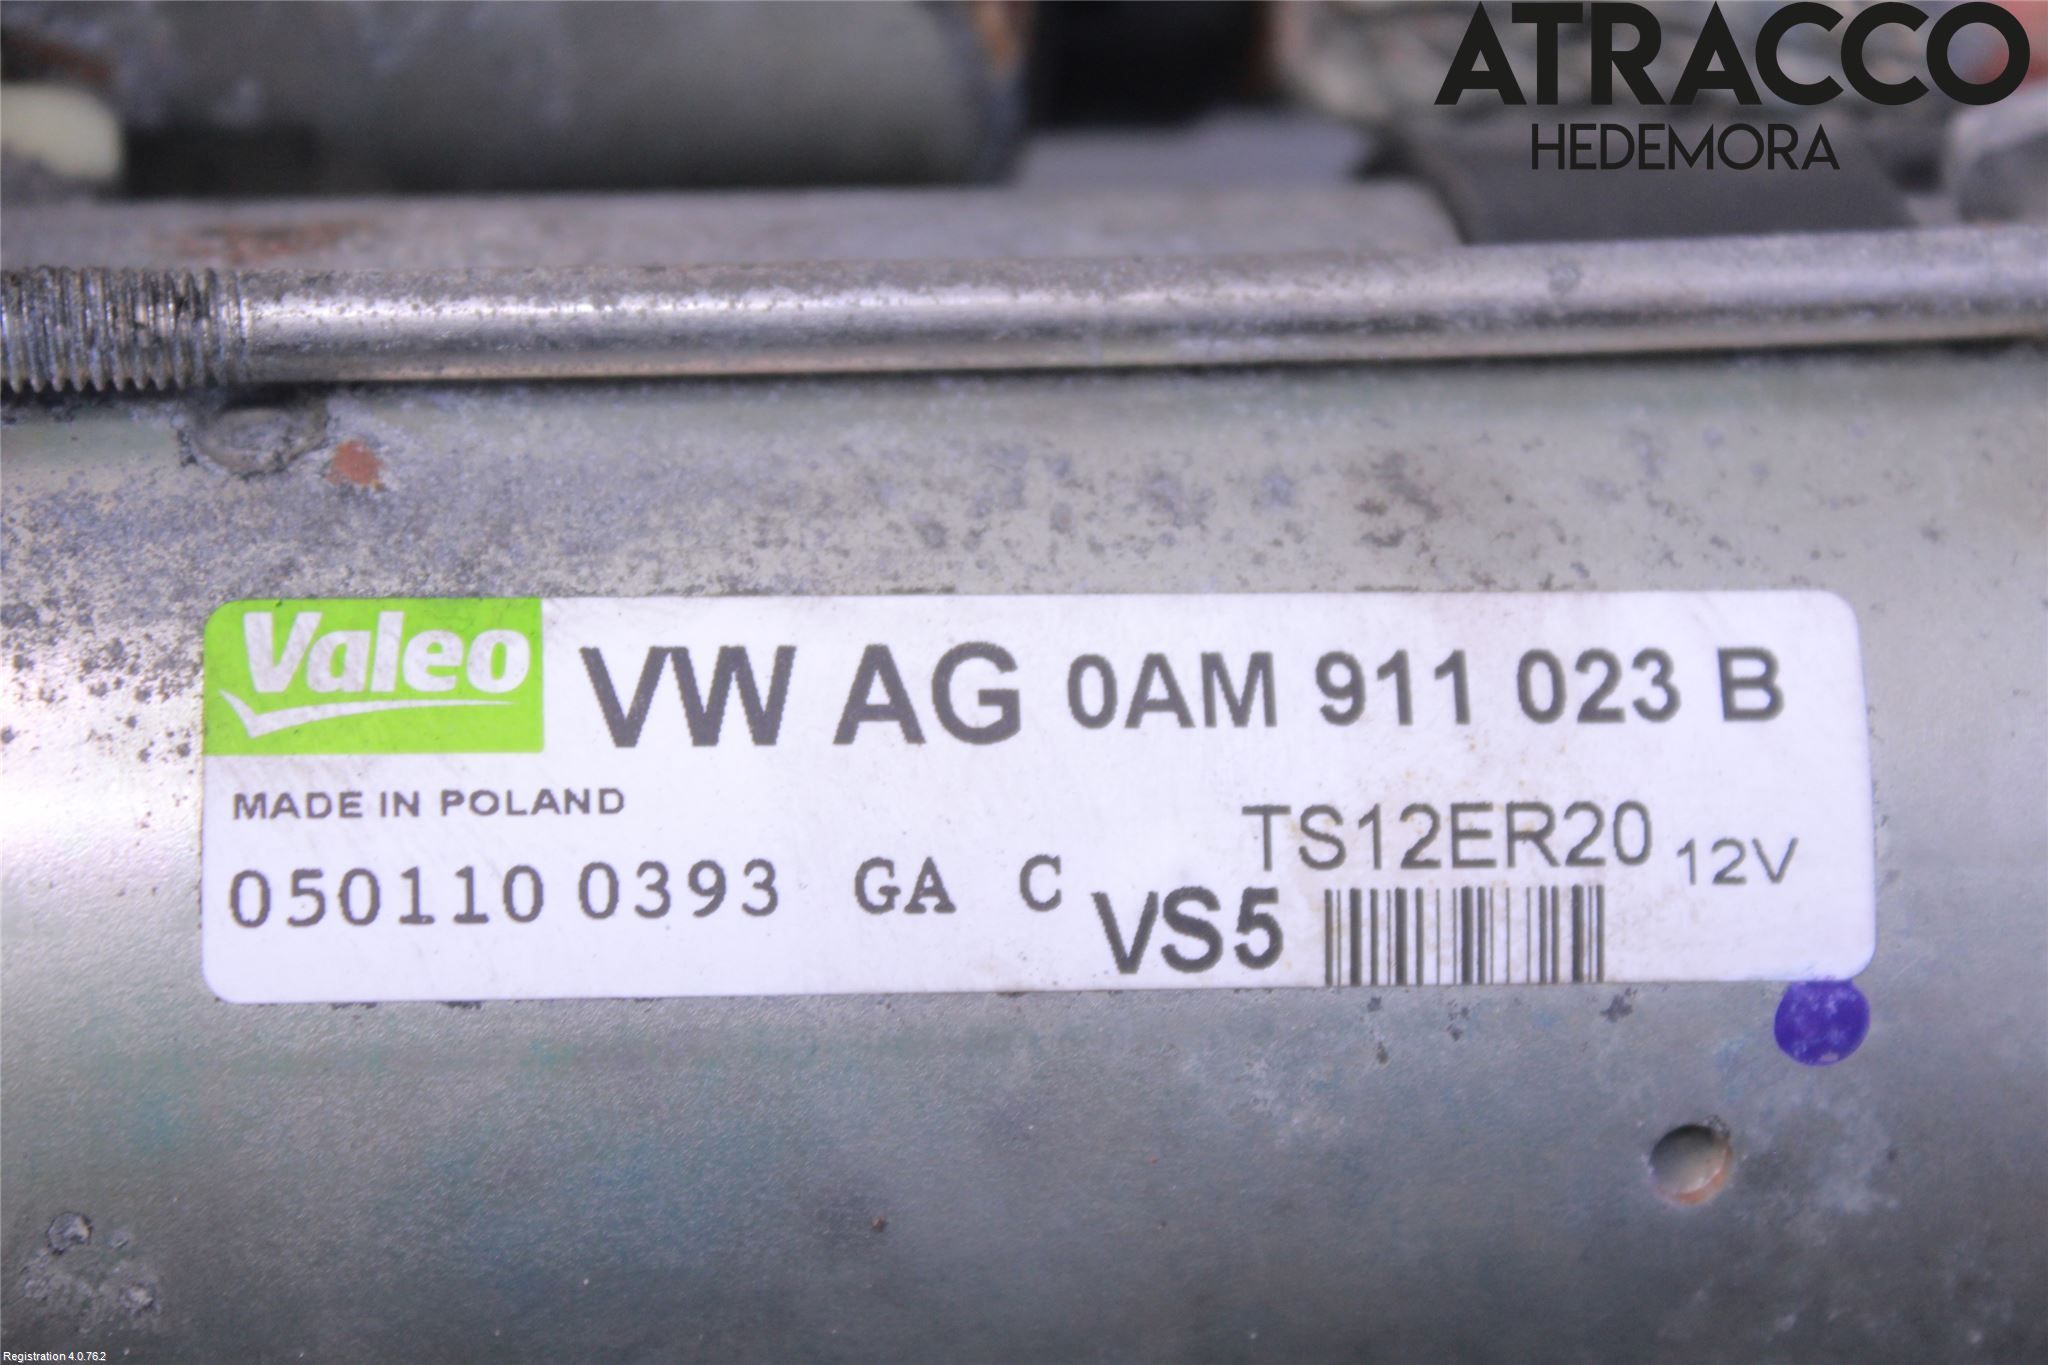 ATRACCO
HEDEMORA
Valeo VW AG 0AM 911 023 B
MADE IN POLAND
TS12ER20 12V
050110 0393 GA C VS5
Registration 4.0.76.2